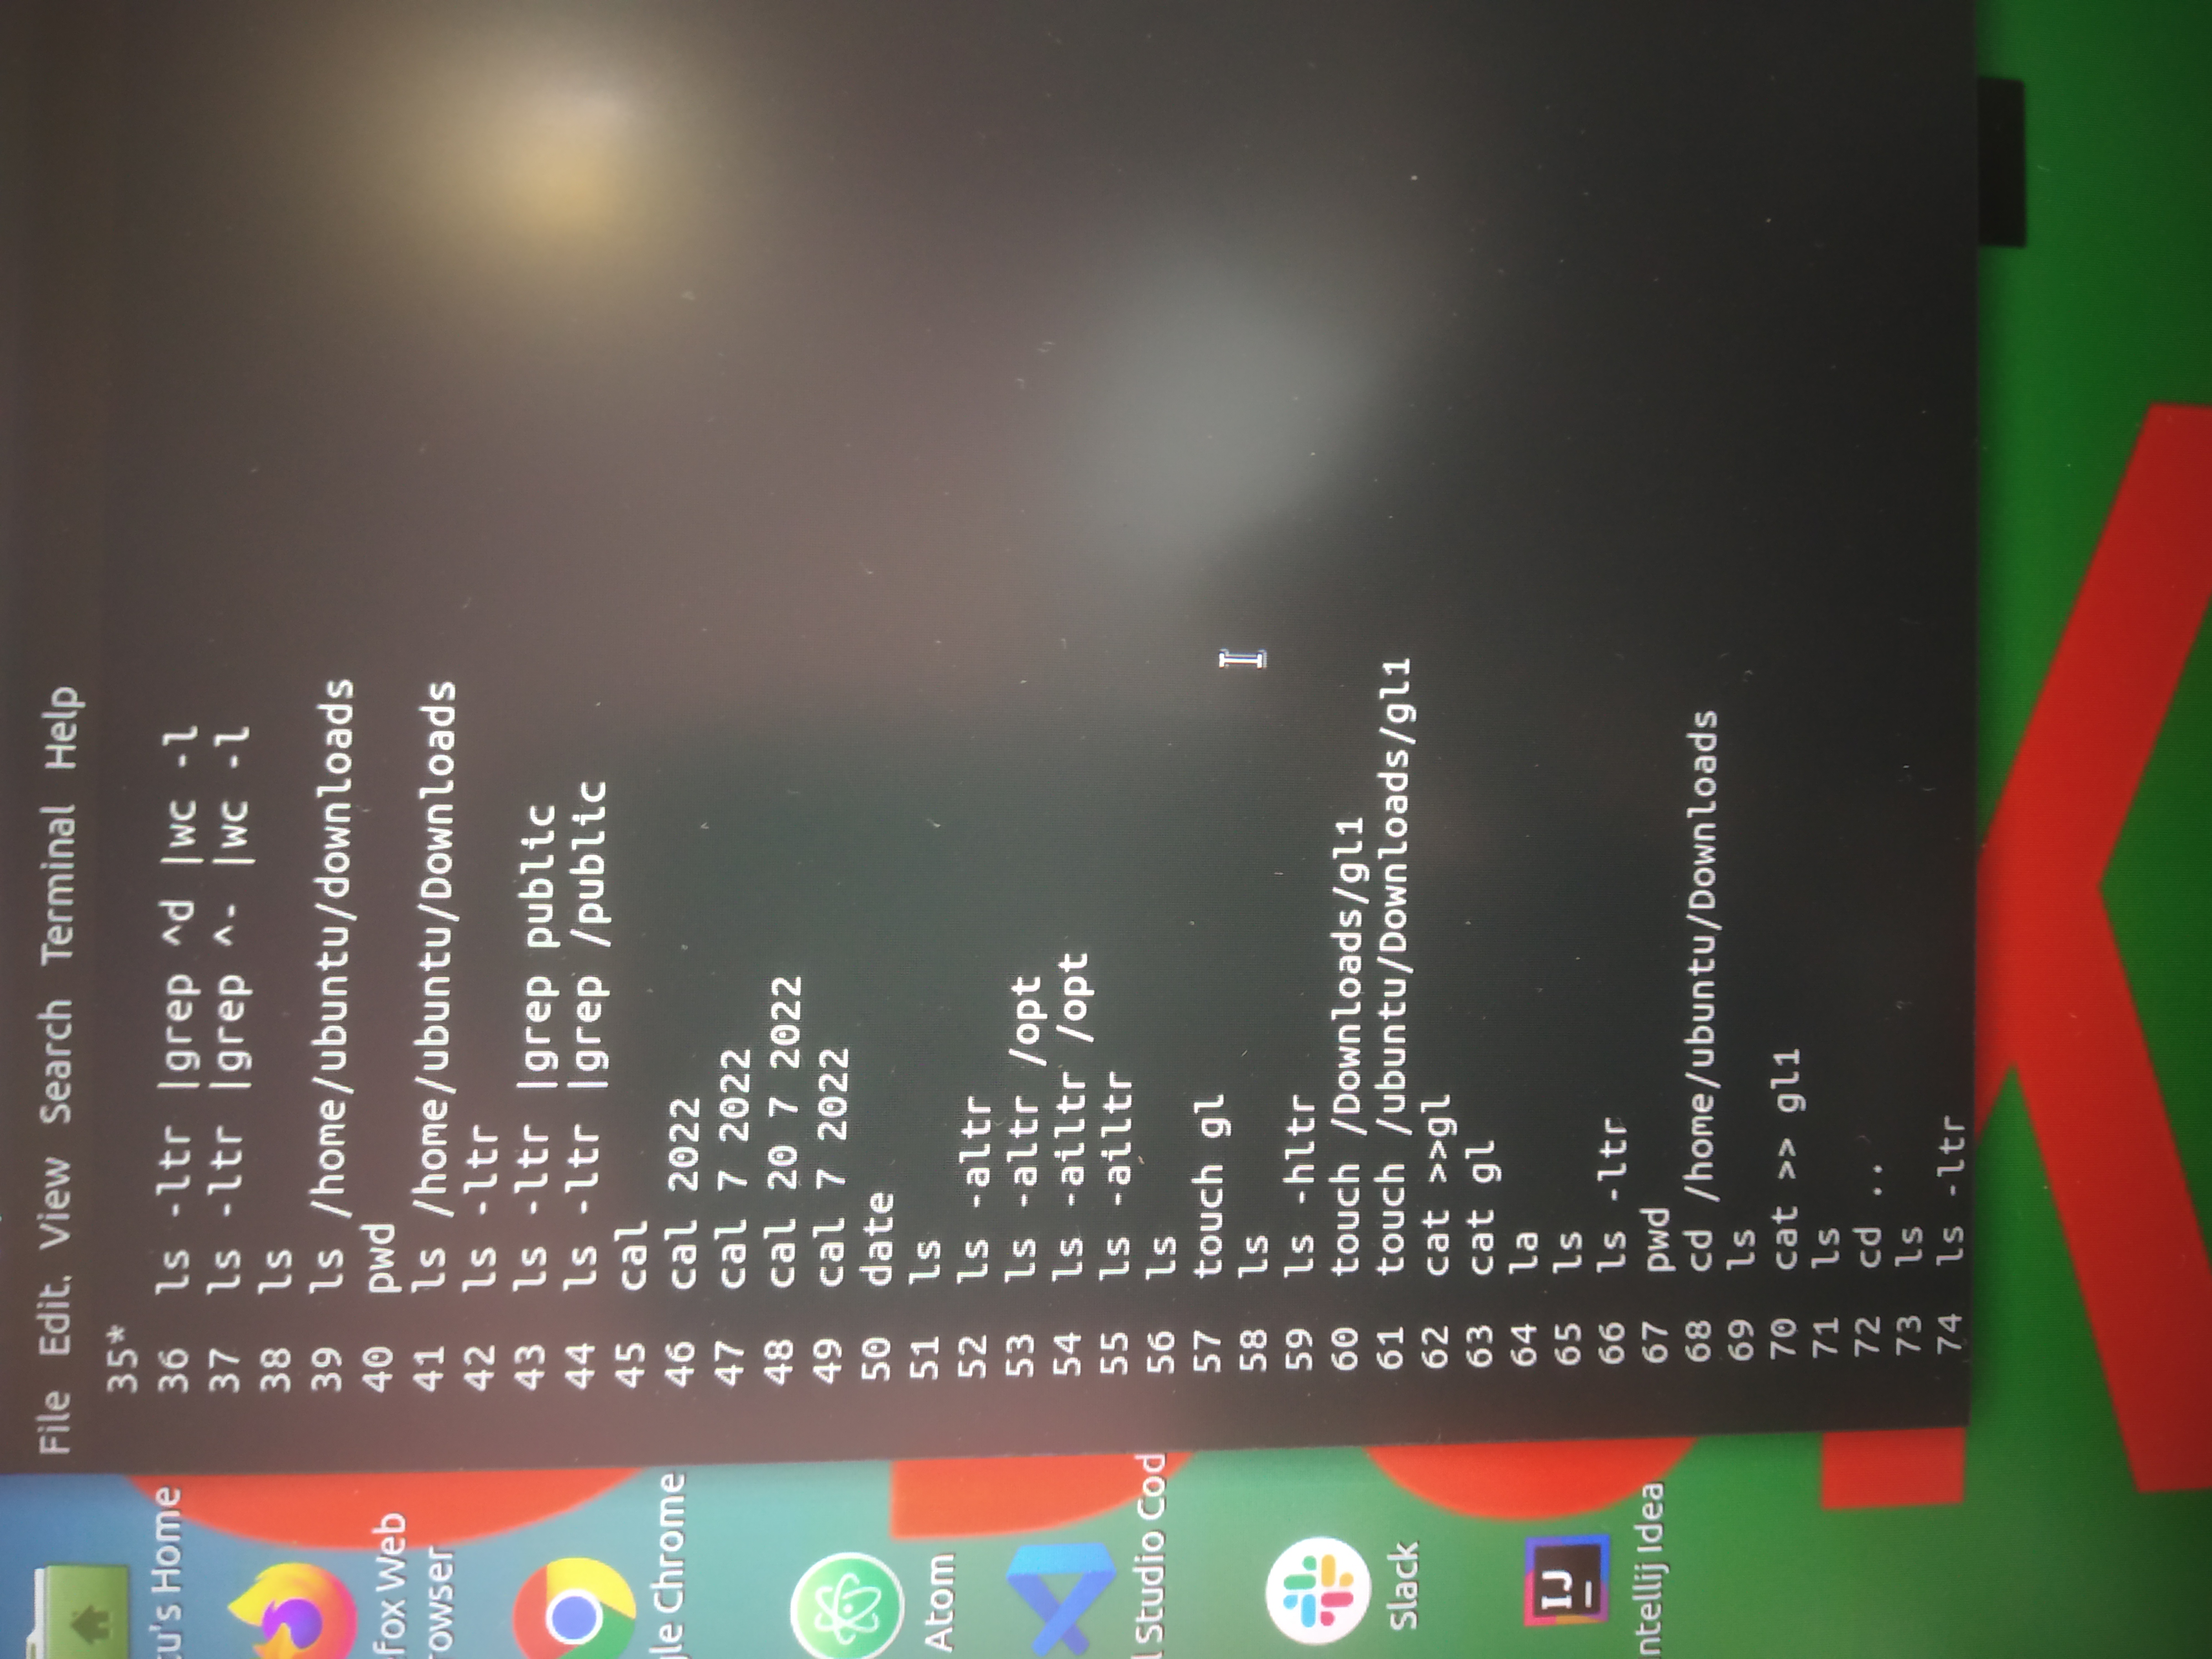 File Edit. View Search Terminal Help
35*
36 ls -ltr |grep ^d |wc -l
37 ls -ltr |grep ^- |wc -l
38 ls
39 ls /home/ubuntu/downloads
40 pwd
41 ls /home/ubuntu/Downloads
42 ls -ltr
43 ls -ltr |grep public
44 ls -ltr |grep /public
45 cal
46 cal 2022
47 cal 7 2022
48 cal 20 7 2022
49 cal 7 2022
50 date
51 ls
52 ls -altr
53 ls -altr /opt
54 ls -ailtr /opt
55 ls -ailtr
56 ls
57 touch gl
58 ls
59 ls -hltr
60 touch /Downloads/gl1
61 touch /ubuntu/Downloads/gl1
62 cat >>gl
63 cat gl
64 la
65 ls
66 ls -ltr
67 pwd
68 cd /home/ubuntu/Downloads
69 ls
70 cat >> gl1
71 ls
72 cd ..
73 ls
74 ls -ltr
tu's Home
efox Web
rowser
gle Chrome
Atom
l Studio Cod
Slack
IJ
ntellij Idea